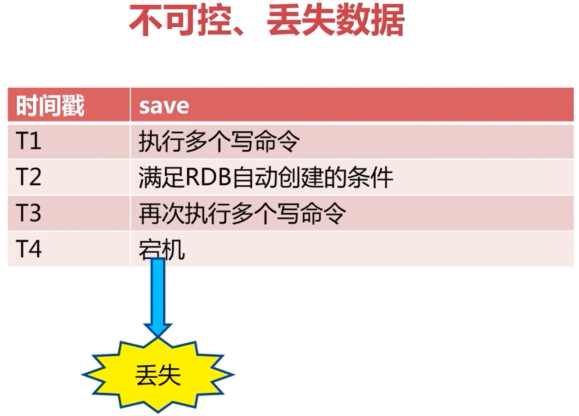 不可控、丢失数据
时间戳 save
T1 执行多个写命令
T2 满足RDB自动创建的条件
T3 再次执行多个写命令
T4 宕机
丢失